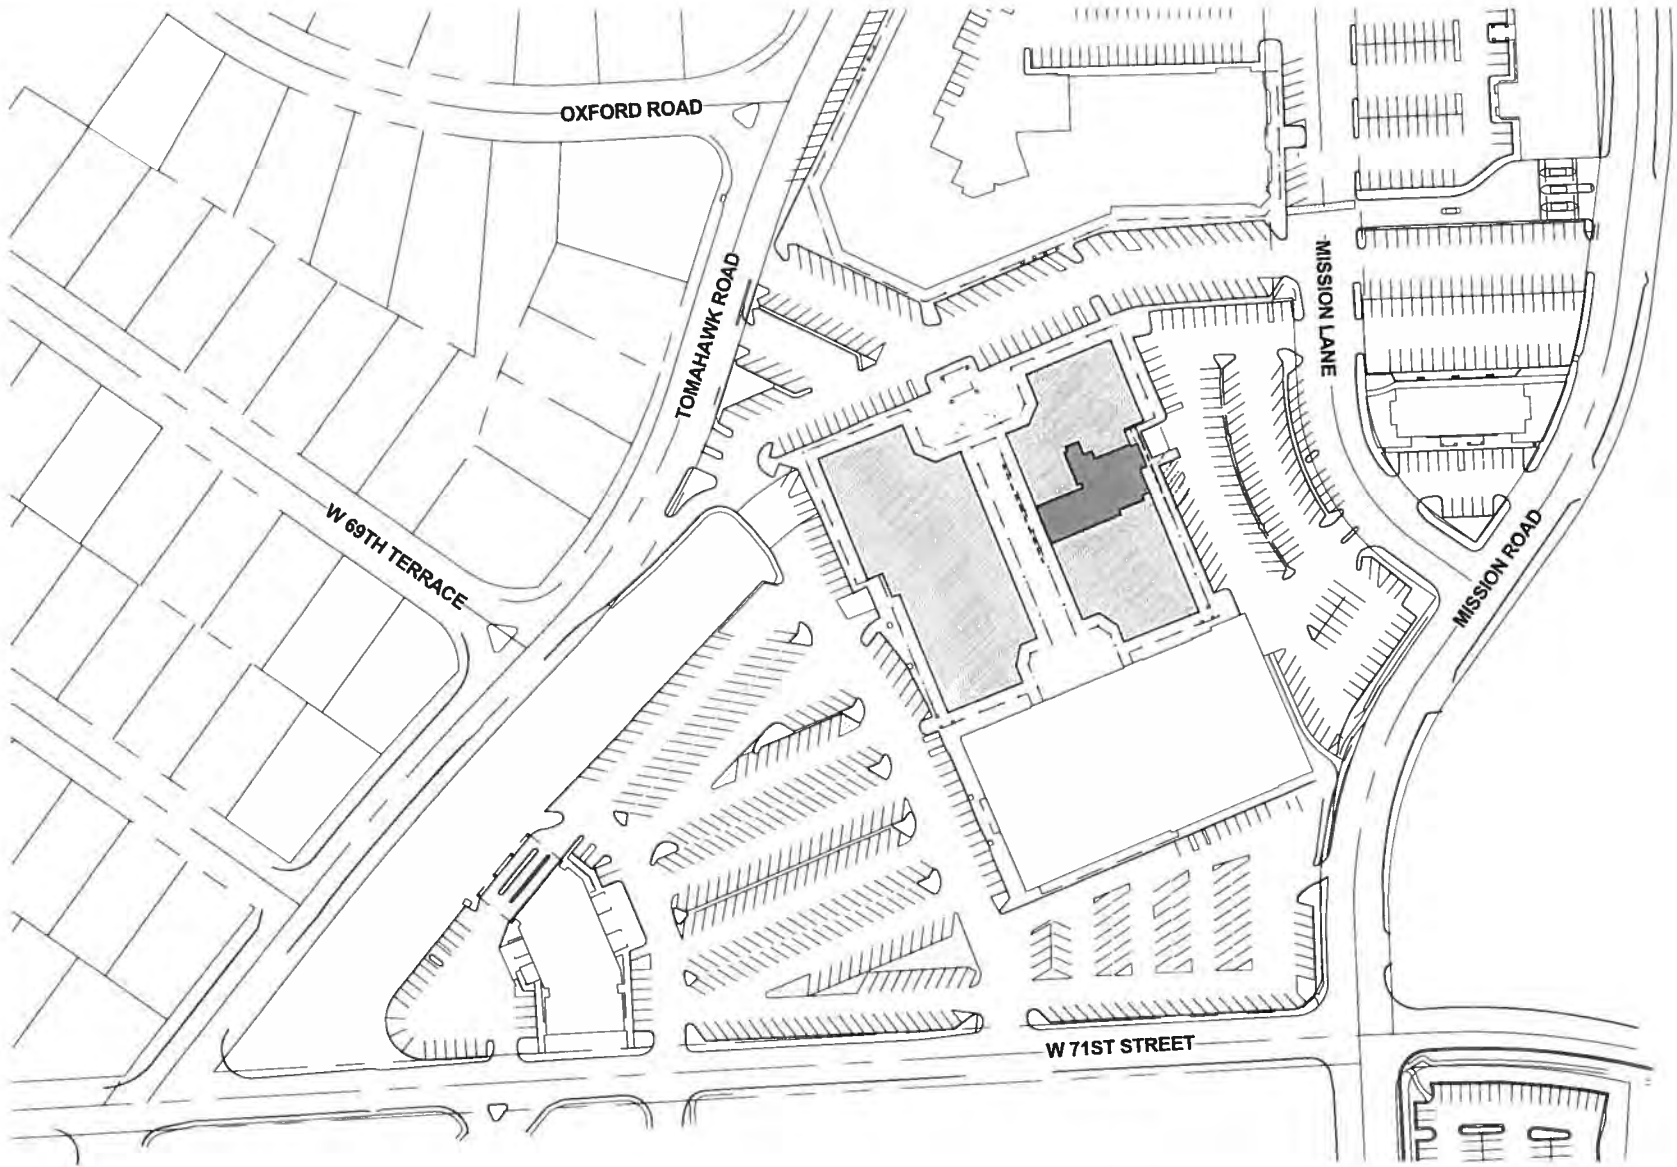 OXFORD ROAD
TOMAHAWK ROAD
MISSION LANE
W 69TH TERRACE
MISSION ROAD
W 71ST STREET